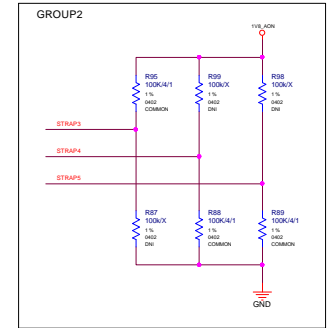 GROUP2
1V8_AON
R95
100K/4/1
1 %
0402
COMMON
R99
100k/X
1 %
0402
DNI
R98
100k/X
1 %
0402
DNI
STRAP3
STRAP4
STRAP5
R87
100k/X
1 %
0402
DNI
R88
100K/4/1
1 %
0402
COMMON
R89
100K/4/1
1 %
0402
COMMON
GND